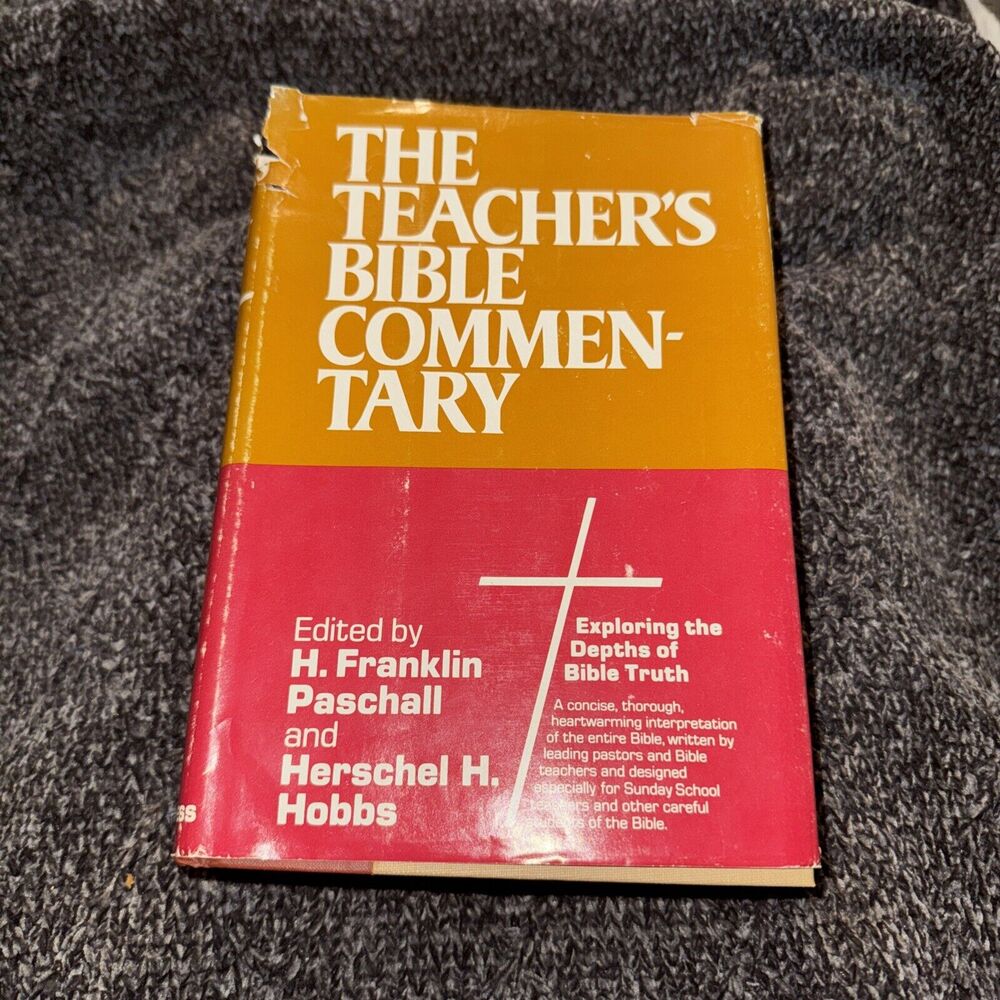 THE
TEACHER'S
BIBLE
COMMEN-
TARY
Edited by
H. Franklin
Paschall
and
Herschel H.
Hobbs
Exploring the
Depths of
Bible Truth
A concise, thorough,
heartwarming interpretation
of the entire Bible, written by
leading pastors and Bible
teachers and designed
especially for Sunday School
teachers and other careful
students of the Bible.